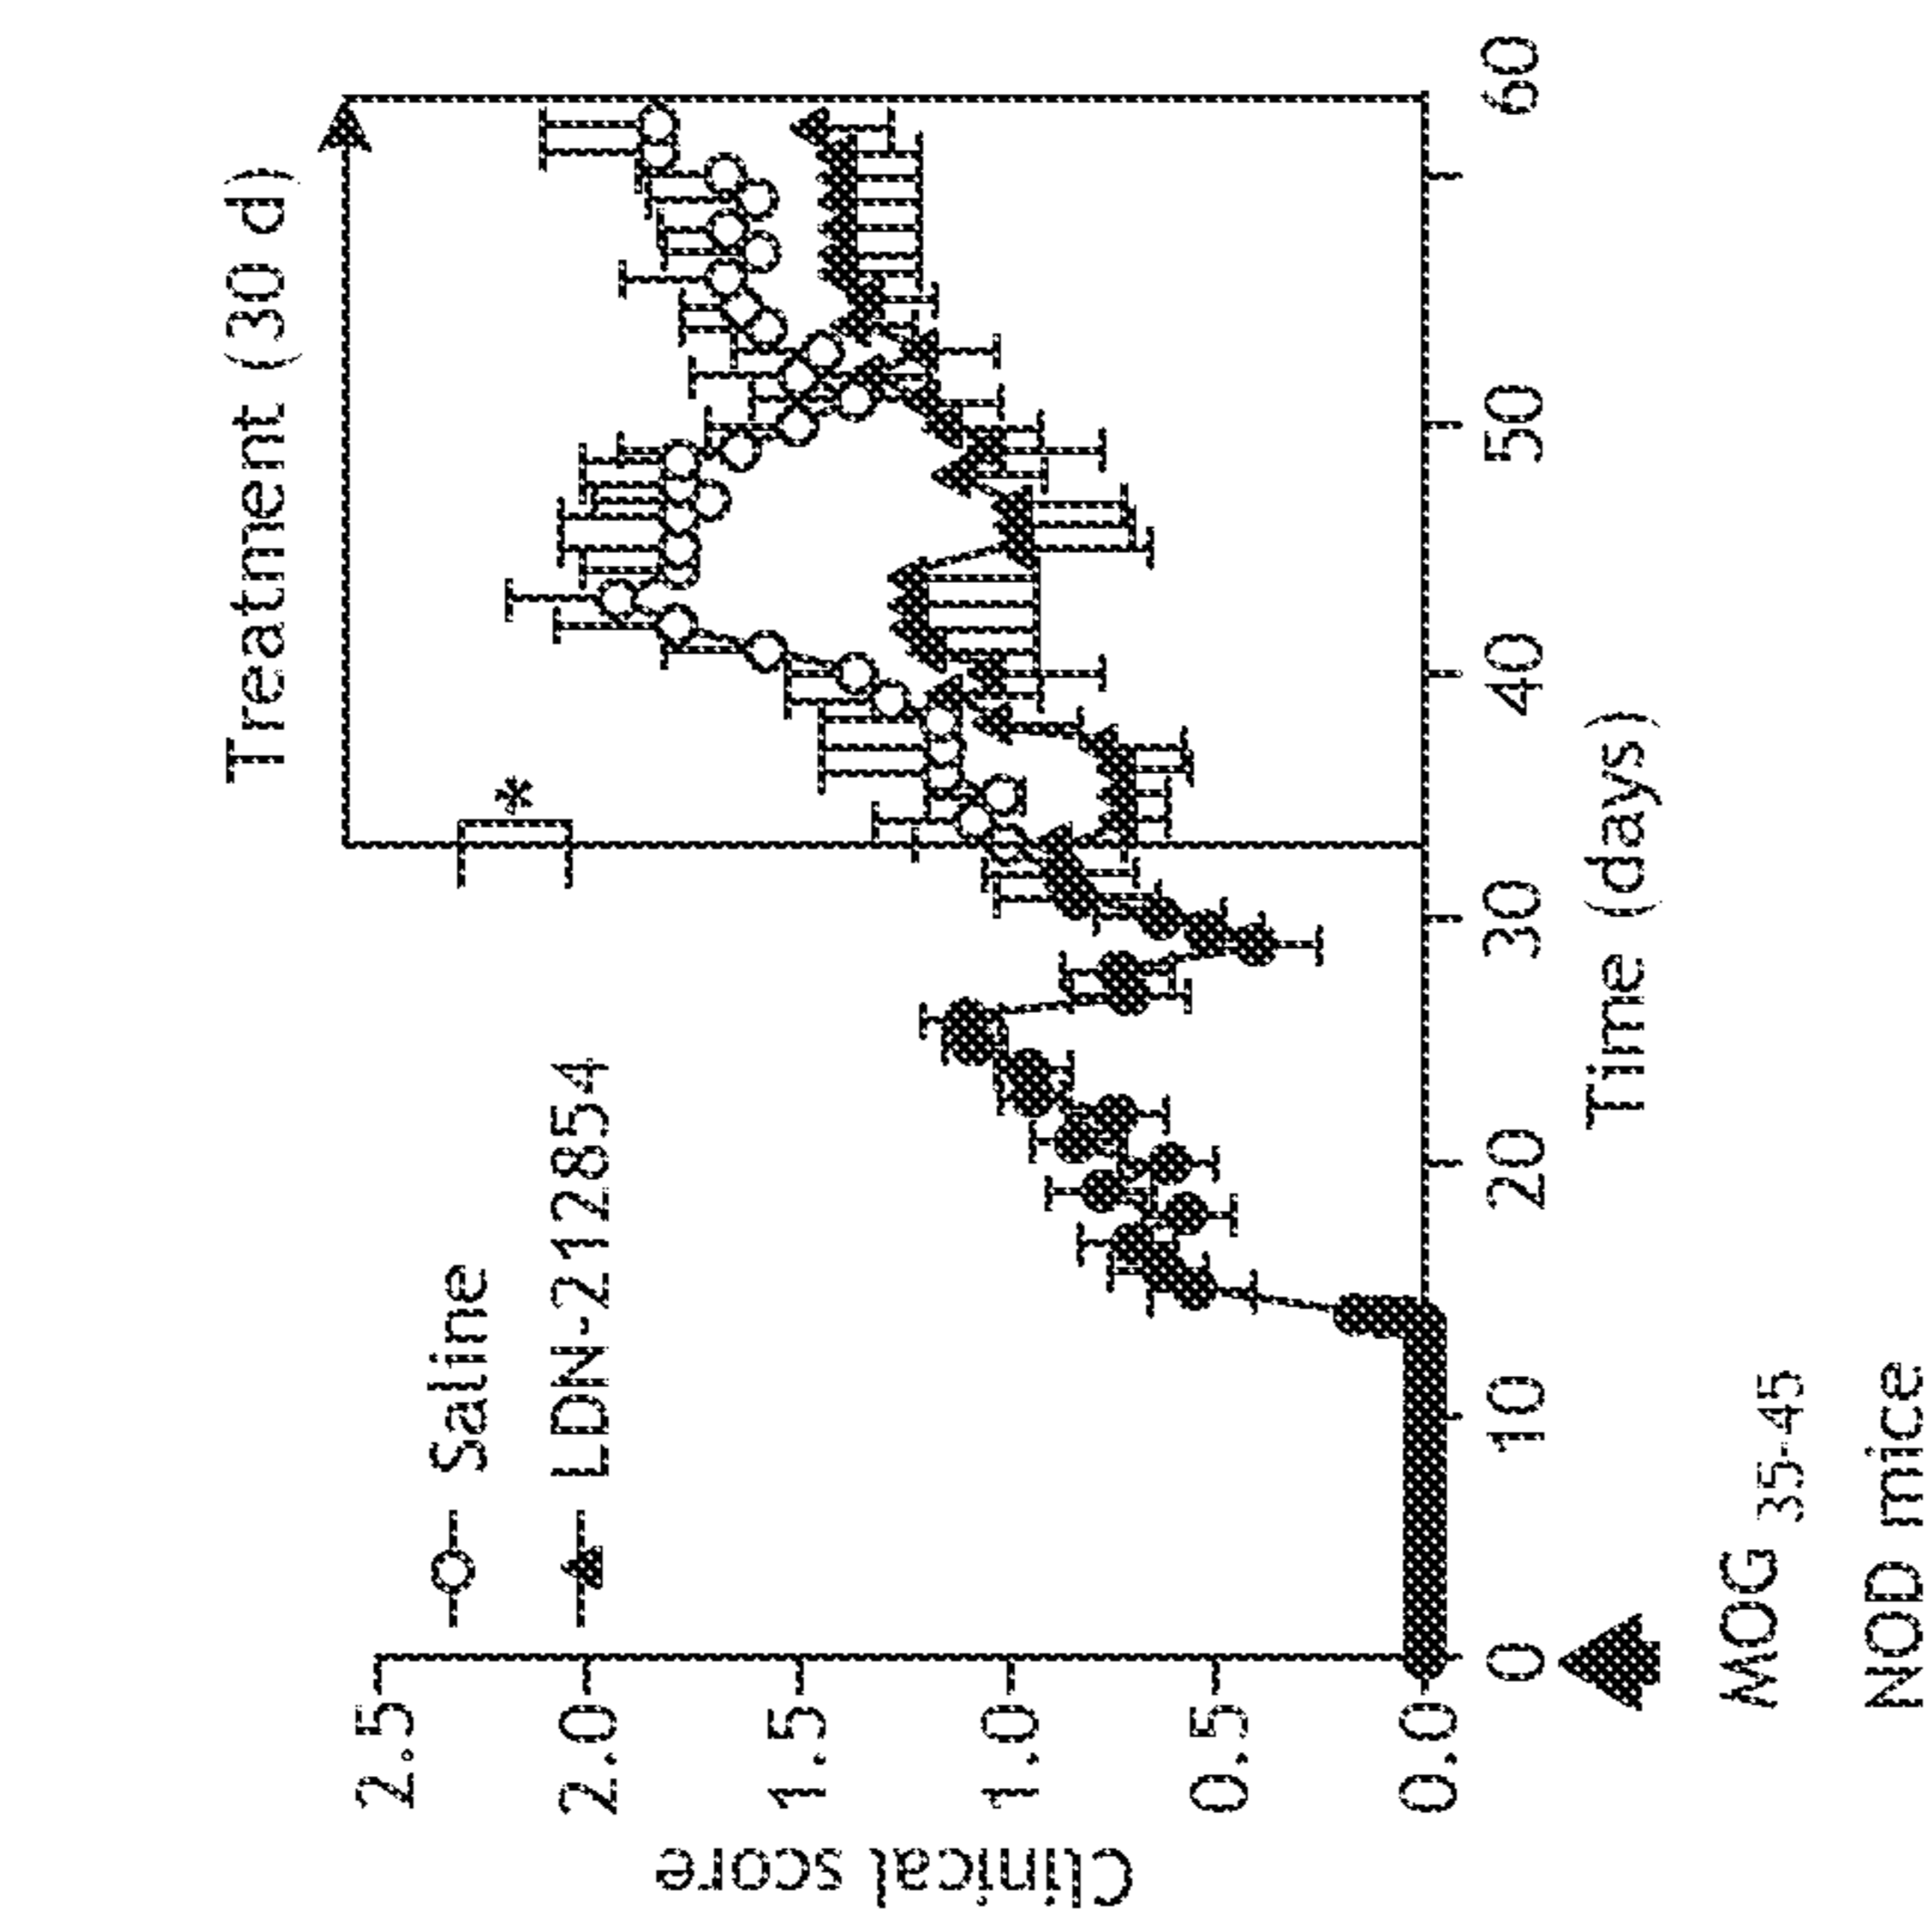 Treatment (30 d)
Saline
LDN-212854
*
Clinical score
2.5
2.0
1.5
1.0
0.5
0.0
0
10
20
30
40
50
60
Time (days)
MOG 35-45
NOD mice